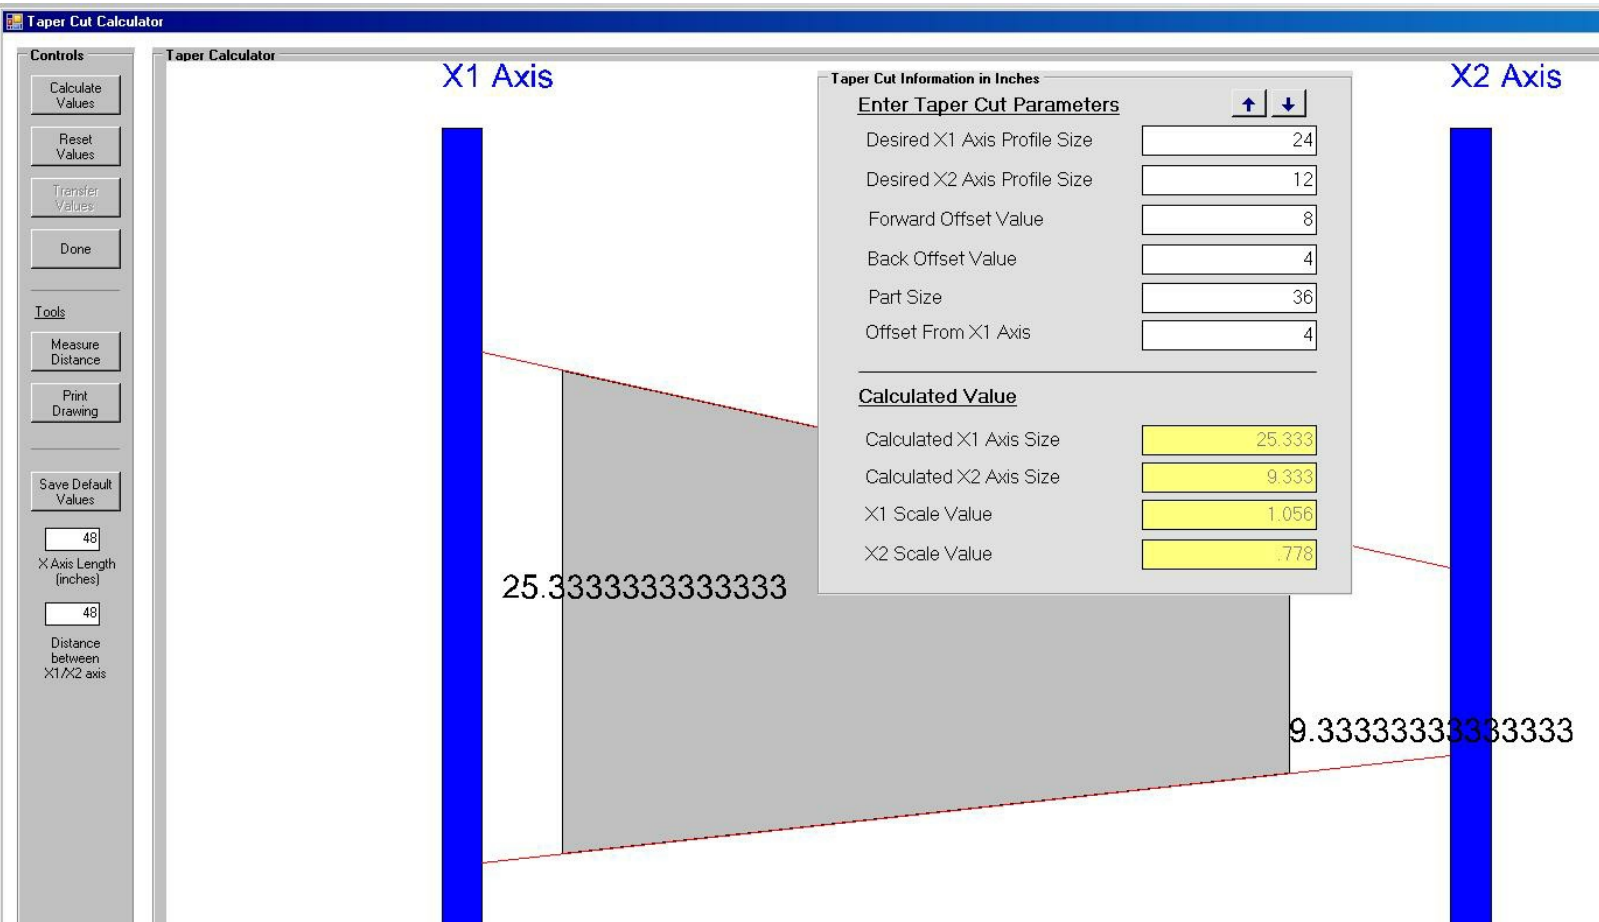 Taper Cut Calculator
Controls
Calculate
Values
Reset
Values
Transfer
Values
Done
Tools
Measure
Distance
Print
Drawing
Save Default
Values
48
X Axis Length
(inches)
48
Distance
between
X1/X2 axis
Taper Calculator
X1 Axis
X2 Axis
Taper Cut Information in Inches
Enter Taper Cut Parameters
Desired X1 Axis Profile Size 24
Desired X2 Axis Profile Size 12
Forward Offset Value 8
Back Offset Value 4
Part Size 36
Offset From X1 Axis 4
Calculated Value
Calculated X1 Axis Size 25.333
Calculated X2 Axis Size 9.333
X1 Scale Value 1.056
X2 Scale Value .778
25.3333333333333
9.33333333333333